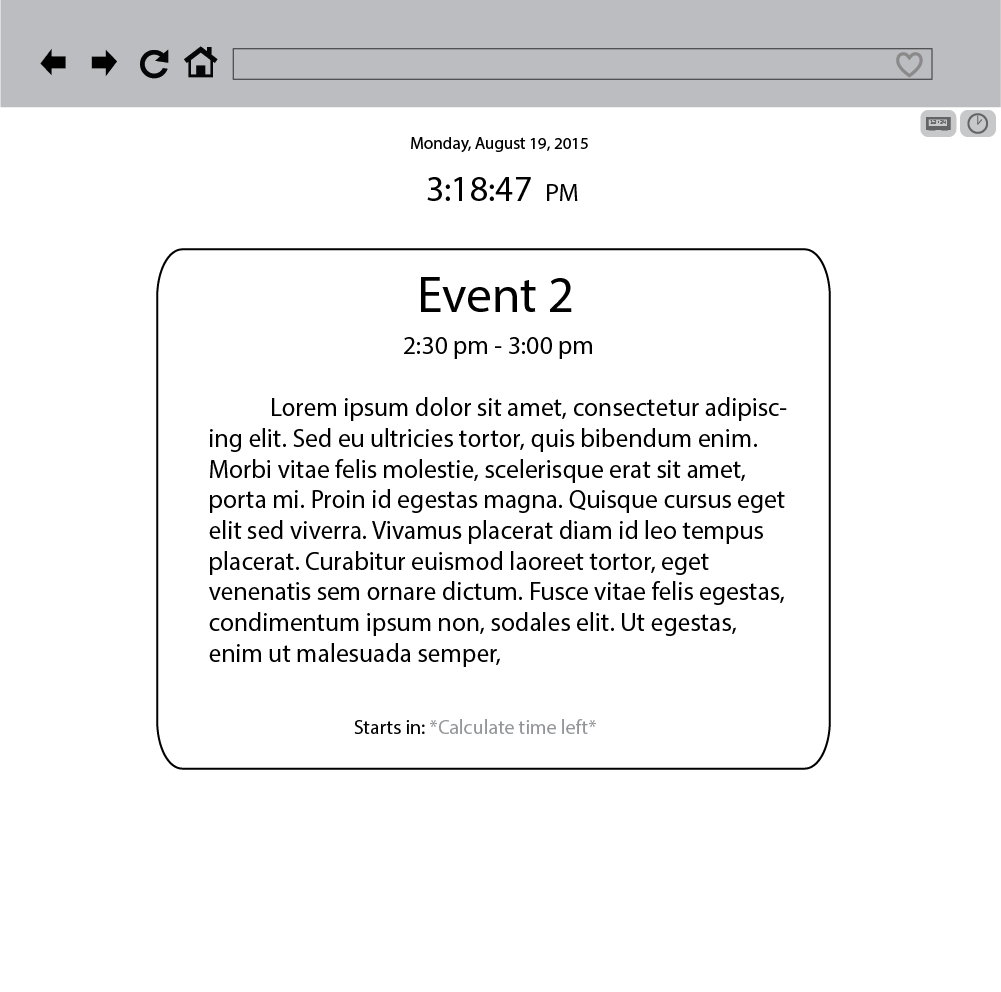 Monday, August 19, 2015
3:18:47 PM
Event 2
2:30 pm - 3:00 pm
Lorem ipsum dolor sit amet, consectetur adipisc-
ing elit. Sed eu ultricies tortor, quis bibendum enim.
Morbi vitae felis molestie, scelerisque erat sit amet,
porta mi. Proin id egestas magna. Quisque cursus eget
elit sed viverra. Vivamus placerat diam id leo tempus
placerat. Curabitur euismod laoreet tortor, eget
venenatis sem ornare dictum. Fusce vitae felis egestas,
condimentum ipsum non, sodales elit. Ut egestas,
enim ut malesuada semper,
Starts in: *Calculate time left*